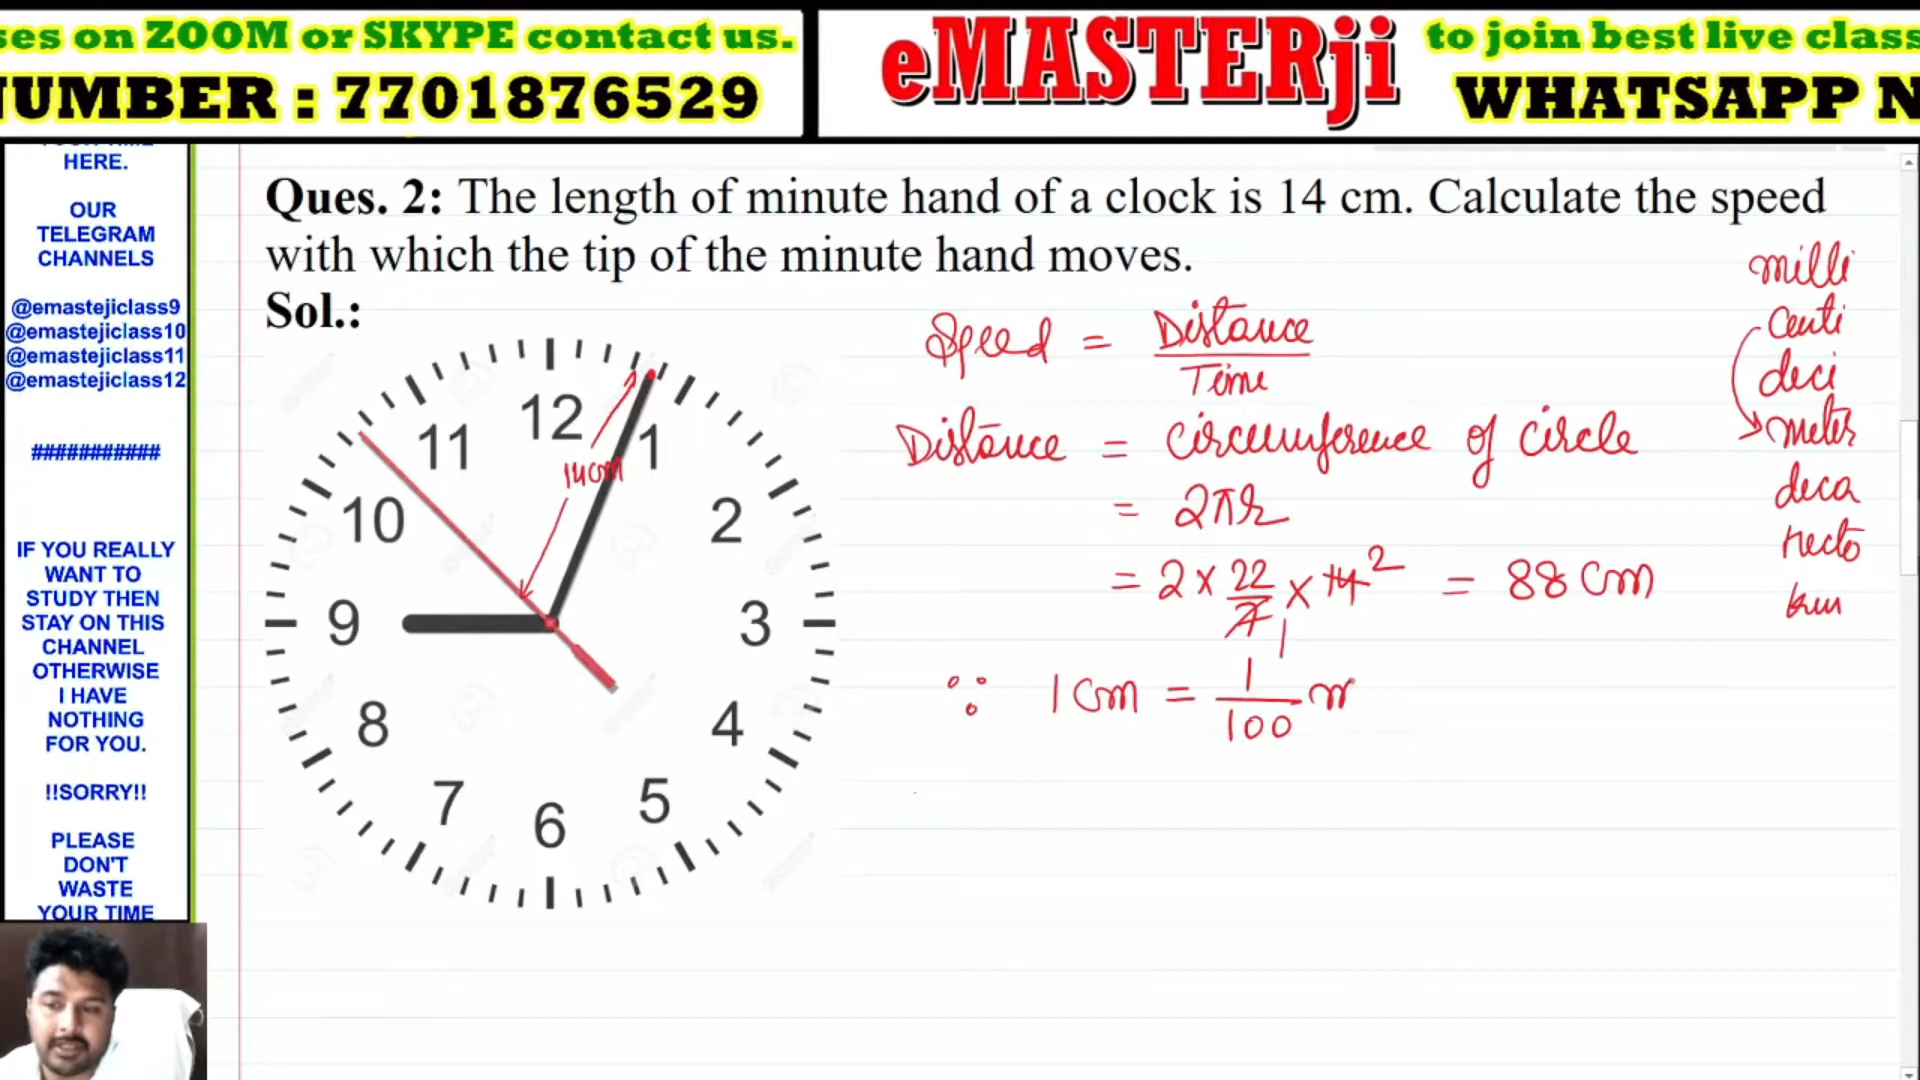 ses on ZOOM or SKYPE contact us.
NUMBER : 7701876529
eMASTERji
to join best live class
WHATSAPP N
HERE.
OUR
TELEGRAM
CHANNELS
@emastejiclass9
@emastejiclass10
@emastejiclass11
@emastejiclass12
###########
IF YOU REALLY
WANT TO
STUDY THEN
STAY ON THIS
CHANNEL
OTHERWISE
I HAVE
NOTHING
FOR YOU.
!!SORRY!!
PLEASE
DON'T
WASTE
YOUR TIME
Ques. 2: The length of minute hand of a clock is 14 cm. Calculate the speed
with which the tip of the minute hand moves.
Sol.:
12
1
2
3
4
5
6
7
8
9
10
11
14cm
Speed = Distance / Time
Distance = circumference of circle
= 2πr
= 2 × 22/7 1 × 14 2 = 88 cm
∵ 1 cm = 1/100 m
milli
centi
deci
meter
deca
hecto
km